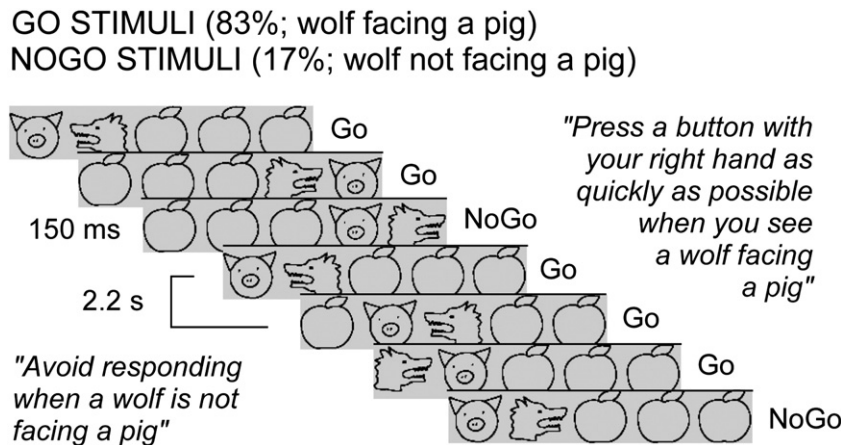 GO STIMULI (83%; wolf facing a pig)
NOGO STIMULI (17%; wolf not facing a pig)
Go
Go
NoGo
Go
Go
Go
NoGo
"Press a button with
your right hand as
quickly as possible
when you see
a wolf facing
a pig"
150 ms
2.2 s
"Avoid responding
when a wolf is not
facing a pig"